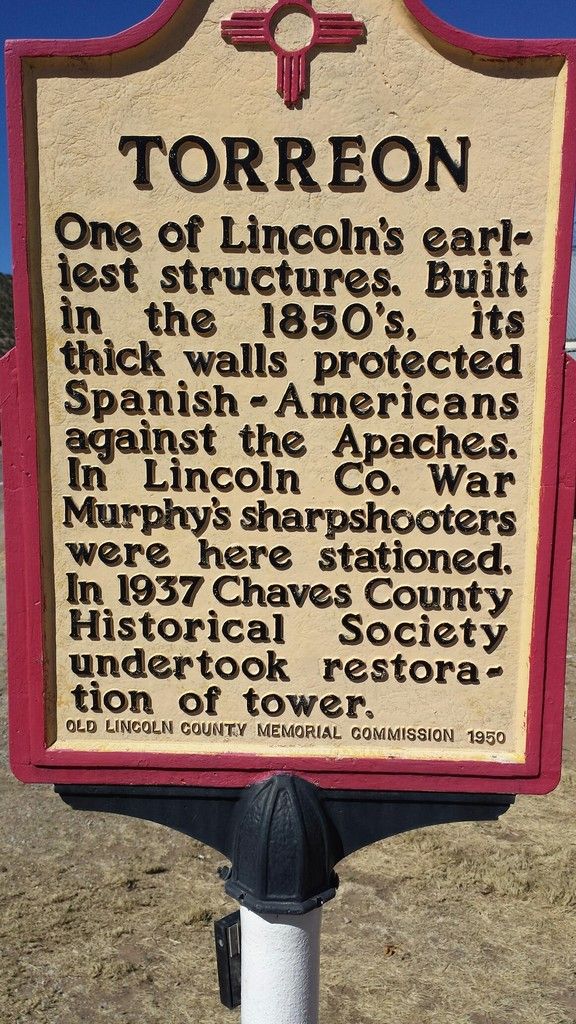 TORREON
One of Lincoln's earl-
iest structures. Built
in the 1850's, its
thick walls protected
Spanish-Americans
against the Apaches.
In Lincoln Co. War
Murphy's sharpshooters
were here stationed.
In 1937 Chaves County
Historical Society
undertook restora-
tion of tower.
OLD LINCOLN COUNTY MEMORIAL COMMISSION 1950